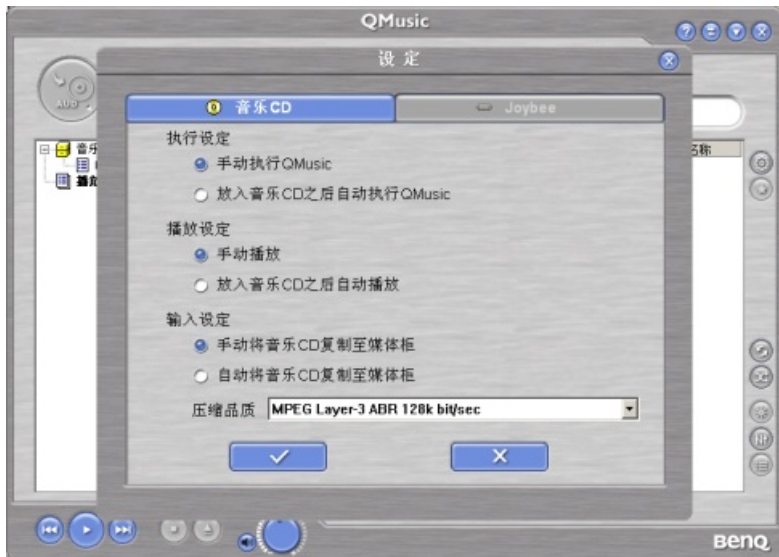 QMusic
设定
AUD
音乐CD
Joybee
音乐
名称
播放
执行设定
手动执行QMusic
放入音乐CD之后自动执行QMusic
播放设定
手动播放
放入音乐CD之后自动播放
输入设定
手动将音乐CD复制至媒体柜
自动将音乐CD复制至媒体柜
压缩品质 MPEG Layer-3 ABR 128k bit/sec
BenQ